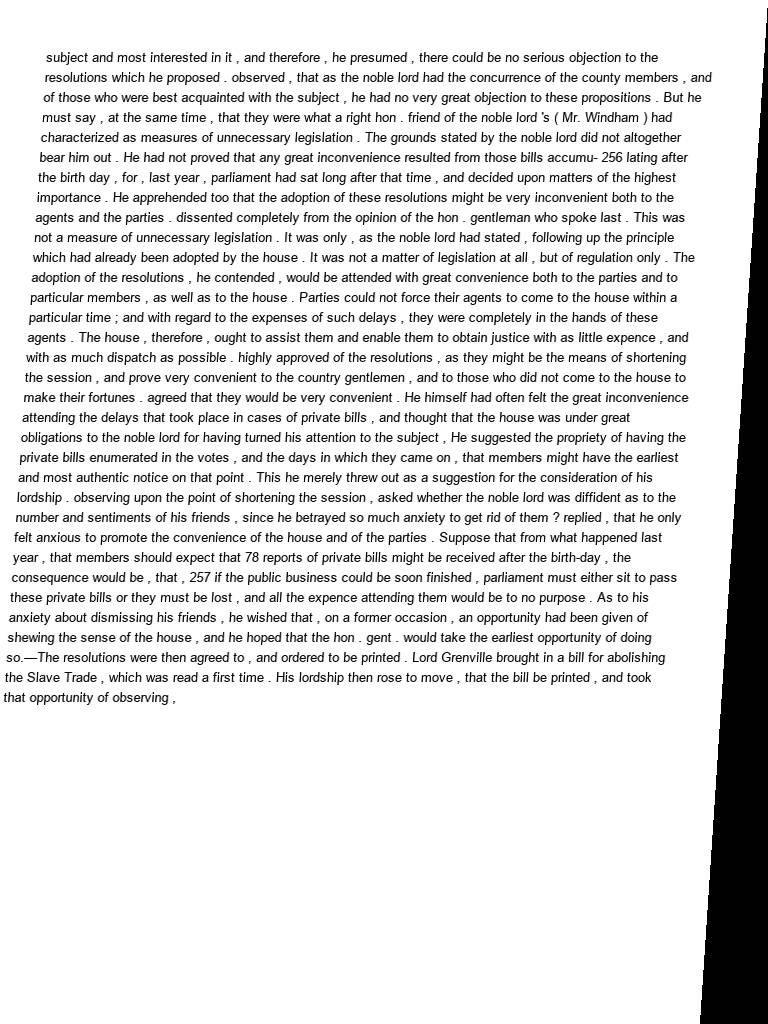 subject and most interested in it , and therefore , he presumed , there could be no serious objection to the
resolutions which he proposed . observed , that as the noble lord had the concurrence of the county members , and
of those who were best acquainted with the subject , he had no very great objection to these propositions . But he
must say , at the same time , that they were what a right hon . friend of the noble lord 's ( Mr. Windham ) had
characterized as measures of unnecessary legislation . The grounds stated by the noble lord did not altogether
bear him out . He had not proved that any great inconvenience resulted from those bills accumu- 256 lating after
the birth day , for , last year , parliament had sat long after that time , and decided upon matters of the highest
importance . He apprehended too that the adoption of these resolutions might be very inconvenient both to the
agents and the parties . dissented completely from the opinion of the hon . gentleman who spoke last . This was
not a measure of unnecessary legislation . It was only , as the noble lord had stated , following up the principle
which had already been adopted by the house . It was not a matter of legislation at all , but of regulation only . The
adoption of the resolutions , he contended , would be attended with great convenience both to the parties and to
particular members , as well as to the house . Parties could not force their agents to come to the house within a
particular time ; and with regard to the expenses of such delays , they were completely in the hands of these
agents . The house , therefore , ought to assist them and enable them to obtain justice with as little expence , and
with as much dispatch as possible . highly approved of the resolutions , as they might be the means of shortening
the session , and prove very convenient to the country gentlemen , and to those who did not come to the house to
make their fortunes . agreed that they would be very convenient . He himself had often felt the great inconvenience
attending the delays that took place in cases of private bills , and thought that the house was under great
obligations to the noble lord for having turned his attention to the subject , He suggested the propriety of having the
private bills enumerated in the votes , and the days in which they came on , that members might have the earliest
and most authentic notice on that point . This he merely threw out as a suggestion for the consideration of his
lordship . observing upon the point of shortening the session , asked whether the noble lord was diffident as to the
number and sentiments of his friends , since he betrayed so much anxiety to get rid of them ? replied , that he only
felt anxious to promote the convenience of the house and of the parties . Suppose that from what happened last
year , that members should expect that 78 reports of private bills might be received after the birth-day , the
consequence would be , that , 257 if the public business could be soon finished , parliament must either sit to pass
these private bills or they must be lost , and all the expence attending them would be to no purpose . As to his
anxiety about dismissing his friends , he wished that , on a former occasion , an opportunity had been given of
shewing the sense of the house , and he hoped that the hon . gent . would take the earliest opportunity of doing
so.—The resolutions were then agreed to , and ordered to be printed . Lord Grenville brought in a bill for abolishing
the Slave Trade , which was read a first time . His lordship then rose to move , that the bill be printed , and took
that opportunity of observing ,